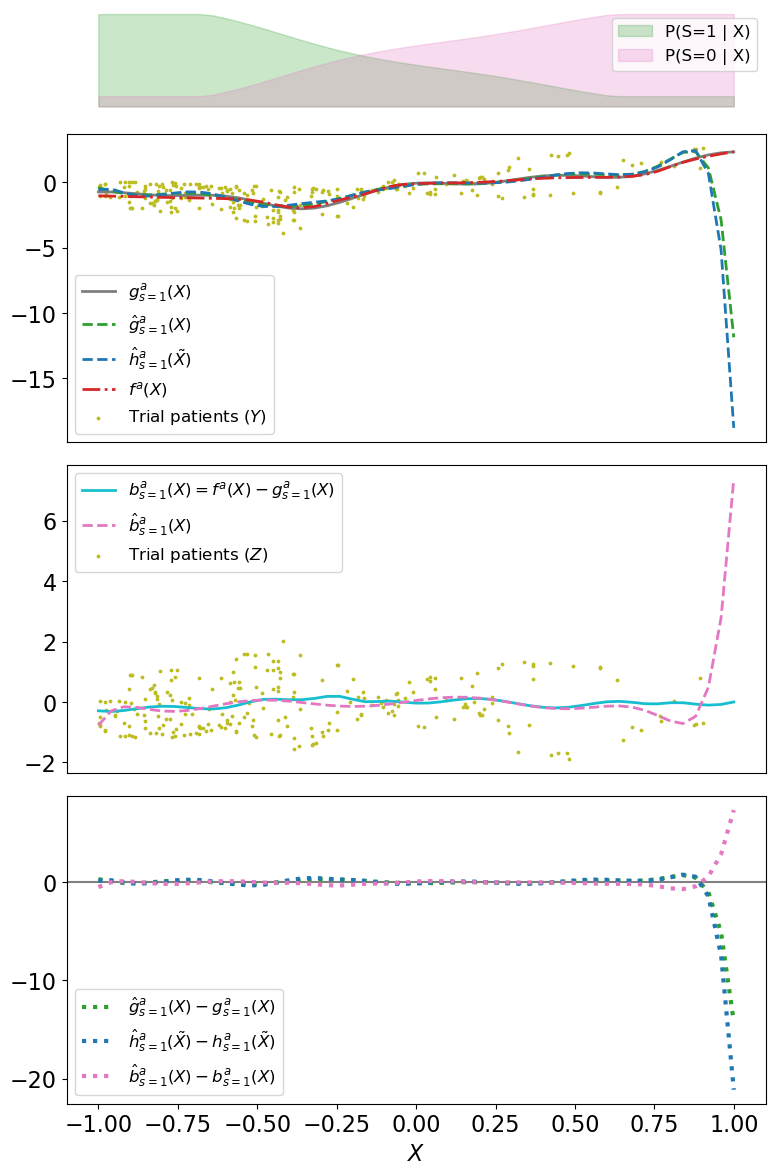 P(S=1 | X)
P(S=0 | X)
0
−5
−10
−15
g^a_{s=1}(X)
ĝ^a_{s=1}(X)
ĥ^a_{s=1}(X̃)
f^a(X)
Trial patients (Y)
6
4
2
0
−2
b^a_{s=1}(X) = f^a(X) − g^a_{s=1}(X)
b̂^a_{s=1}(X)
Trial patients (Z)
0
−10
−20
ĝ^a_{s=1}(X) − g^a_{s=1}(X)
ĥ^a_{s=1}(X̃) − h^a_{s=1}(X̃)
b̂^a_{s=1}(X) − b^a_{s=1}(X)
−1.00 −0.75 −0.50 −0.25 0.00 0.25 0.50 0.75 1.00
X